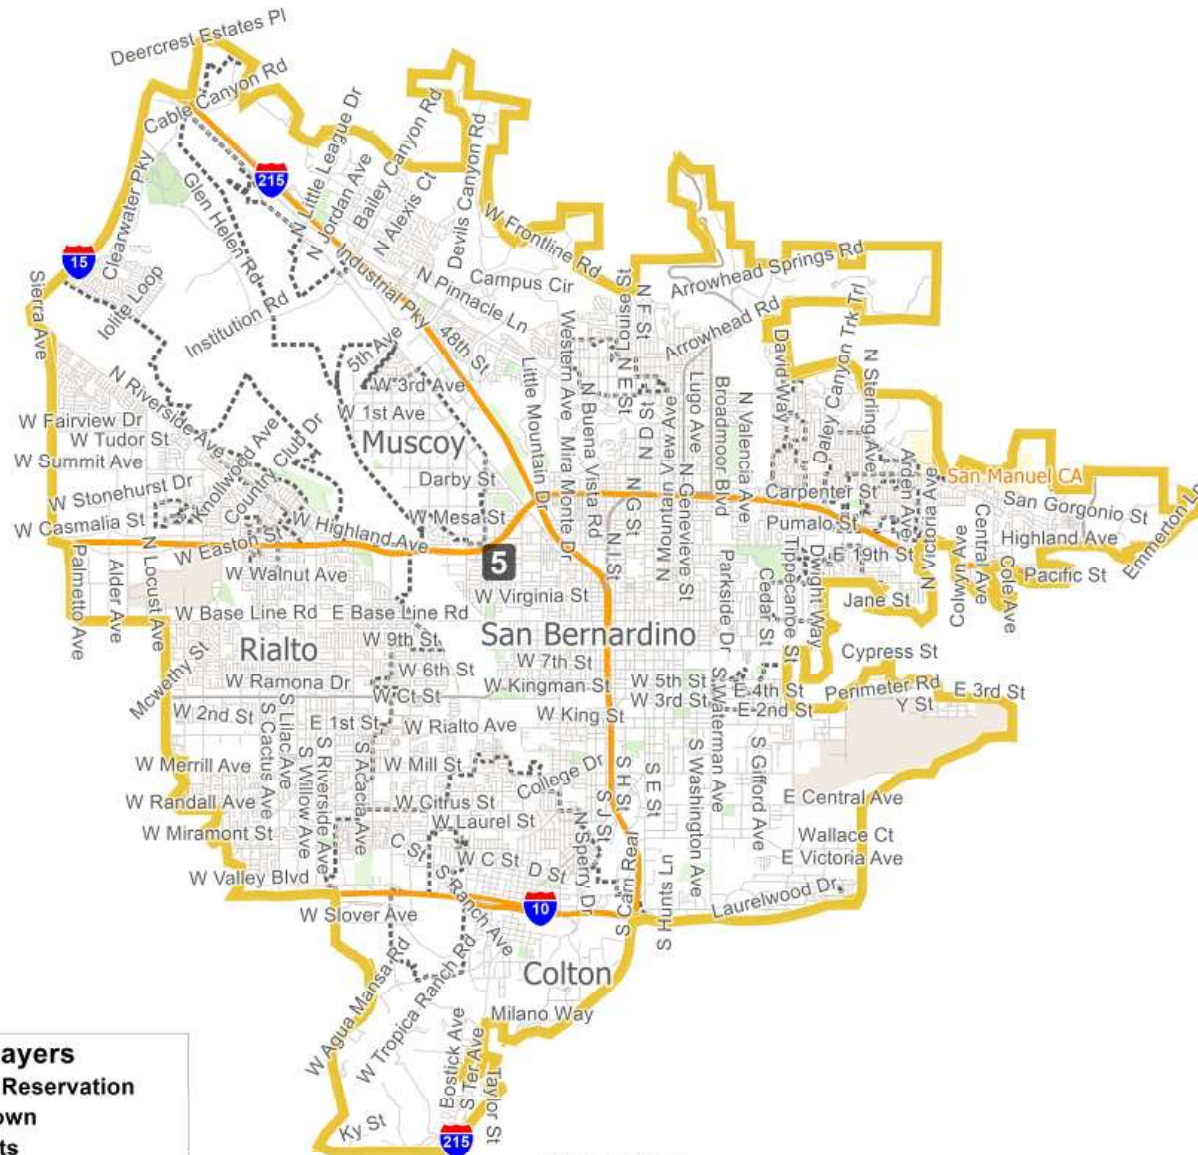 Deercrest Estates Pl
Cable Canyon Rd
215
N Little League Dr
N Jordan Ave
Bailey Canyon Rd
N Alexis Ct
Devils Canyon Rd
Clearwater Pky
Glen Helen Rd
W Frontline Rd
15
Sierra Ave
Iolite Loop
Institution Rd
Industrial Pky
N Pinnacle Ln
Campus Cir
Arrowhead Springs Rd
Arrowhead Rd
Louise St
N F St
N E St
N D St
48th St
5th Ave
W 3rd Ave
W 1st Ave
Muscoy
Darby St
W Mesa St
Little Mountain Dr
Western Ave
Mira Monte Dr
N Buena Vista Rd
N G St
N I St
N Mountain View Ave
Lugo Ave
N Genevieve St
Broadmoor Blvd
N Valencia Ave
David Way
Daley Canyon Trk Trl
N Sterling Ave
Arden Ave
N Victoria Ave
San Manuel CA
San Gorgonio St
Highland Ave
Emmerton Ln
Central Ave
Colwyn Ave
Cole Ave
Pacific St
Carpenter St
Pumalo St
E 19th St
Jane St
Cypress St
Tippecanoe St
Dwight Way
Cedar St
Parkside Dr
N Riverside Ave
W Fairview Dr
W Tudor St
W Summit Ave
W Stonehurst Dr
W Casmalia St
Knollwood Ave
Country Club Dr
W Highland Ave
W Easton St
W Walnut Ave
5
W Virginia St
Palmetto Ave
Alder Ave
N Locust Ave
W Base Line Rd
E Base Line Rd
Rialto
San Bernardino
W 9th St
W 7th St
W 6th St
W Kingman St
W 5th St
W 3rd St
E 4th St
E 2nd St
Perimeter Rd
Y St
E 3rd St
Mcwethy St
W Ramona Dr
W Ct St
W 2nd St
E 1st St
W Rialto Ave
W King St
S Waterman Ave
S Lilac Ave
S Cactus Ave
S Willow Ave
S Riverside Ave
S Acacia Ave
W Merrill Ave
W Mill St
College Dr
W Randall Ave
W Citrus St
W Miramont St
W Laurel St
S H St
S J St
S E St
S Washington Ave
S Gifford Ave
E Central Ave
Wallace Ct
E Victoria Ave
Laurelwood Dr
C St
W C St
D St
N Sperry Dr
S Cam Real
S Hunts Ln
W Valley Blvd
10
W Slover Ave
S Ranch Ave
Colton
W Agua Mansa Rd
W Tropica Ranch Rd
Milano Way
Bostick Ave
S Ter Ave
Taylor St
Ky St
215
ayers
Reservation
own
ts